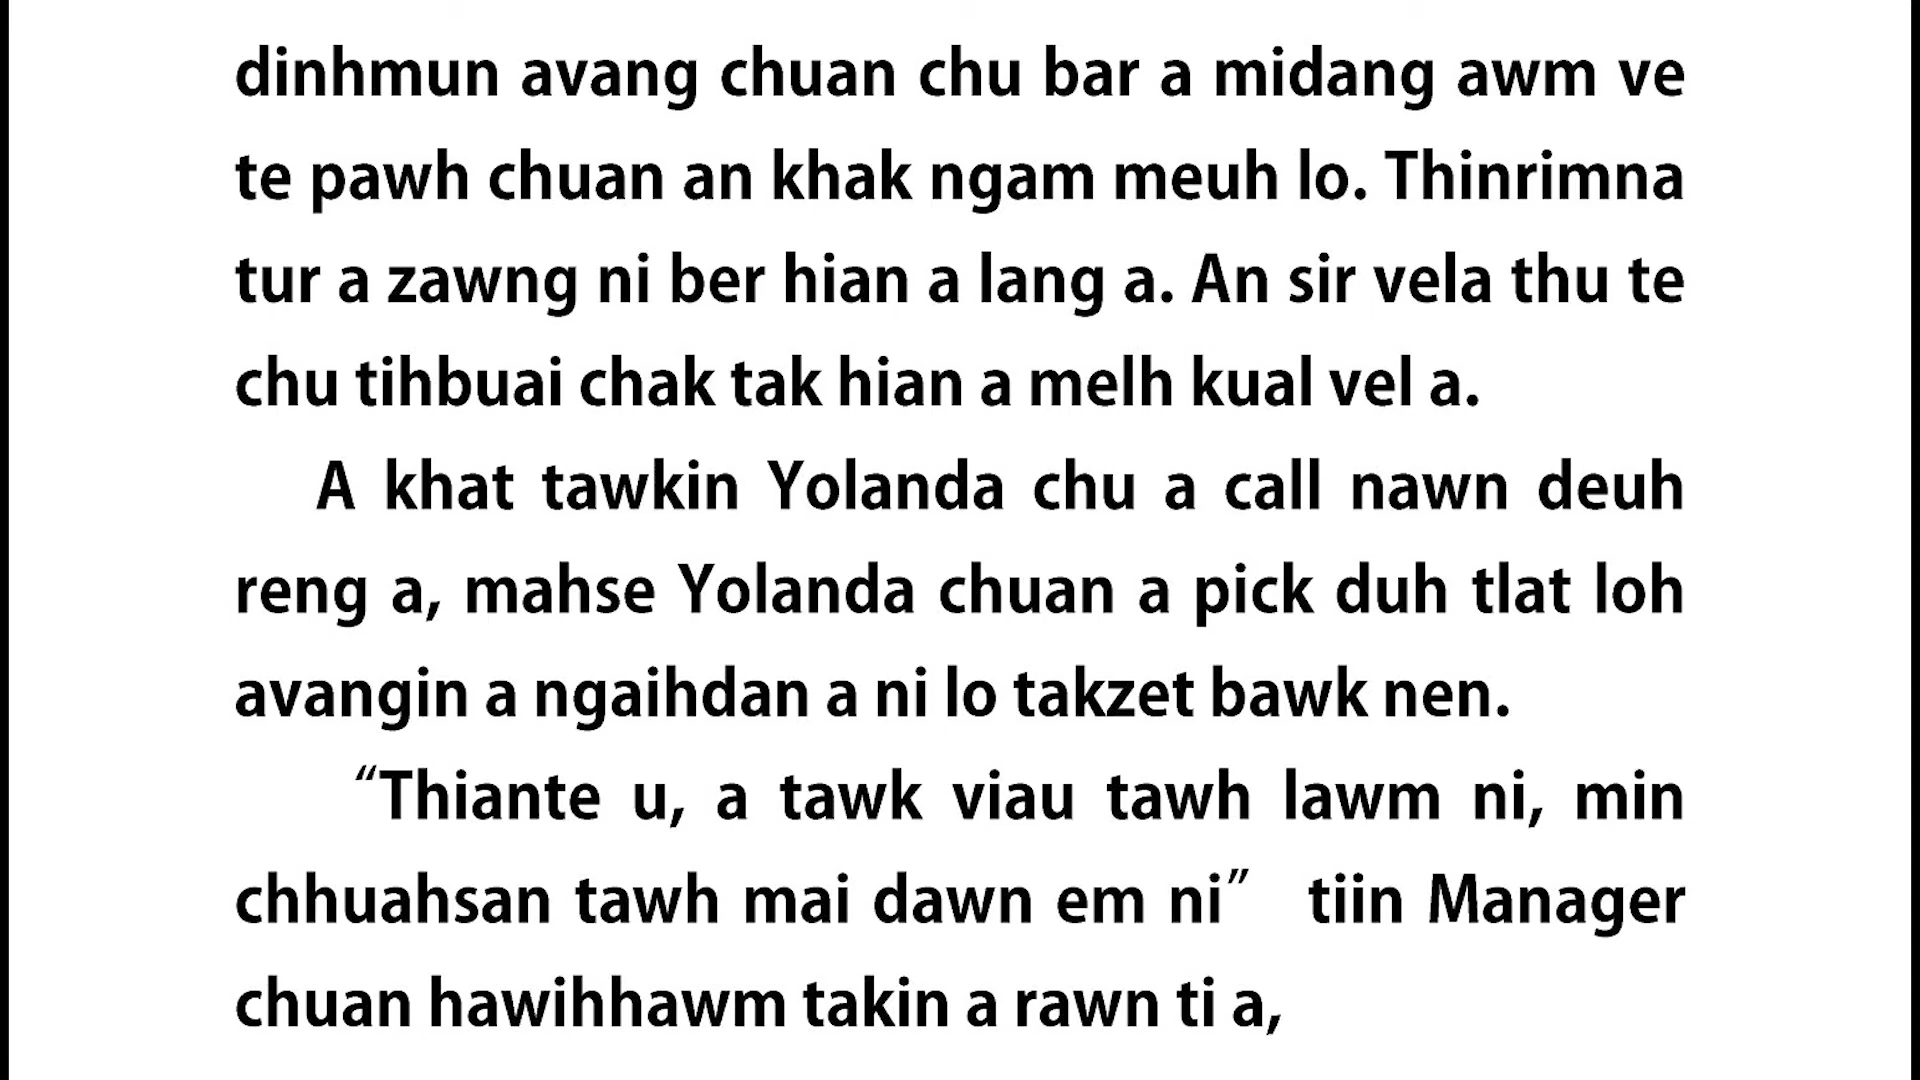 dinhmun avang chuan chu bar a midang awm ve
te pawh chuan an khak ngam meuh lo. Thinrimna
tur a zawng ni ber hian a lang a. An sir vela thu te
chu tihbuai chak tak hian a melh kual vel a.
A khat tawkin Yolanda chu a call nawn deuh
reng a, mahse Yolanda chuan a pick duh tlat loh
avangin a ngaihdan a ni lo takzet bawk nen.
“Thiante u, a tawk viau tawh lawm ni, min
chhuahsan tawh mai dawn em ni” tiin Manager
chuan hawihhawm takin a rawn ti a,